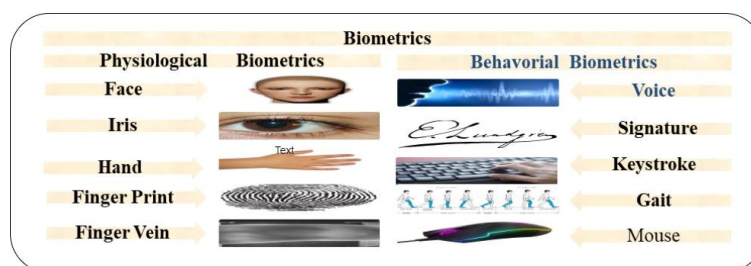 Biometrics
Physiological Biometrics
Behavorial Biometrics
Face
Voice
Iris
Signature
Text
Hand
Keystroke
Finger Print
Gait
Finger Vein
Mouse